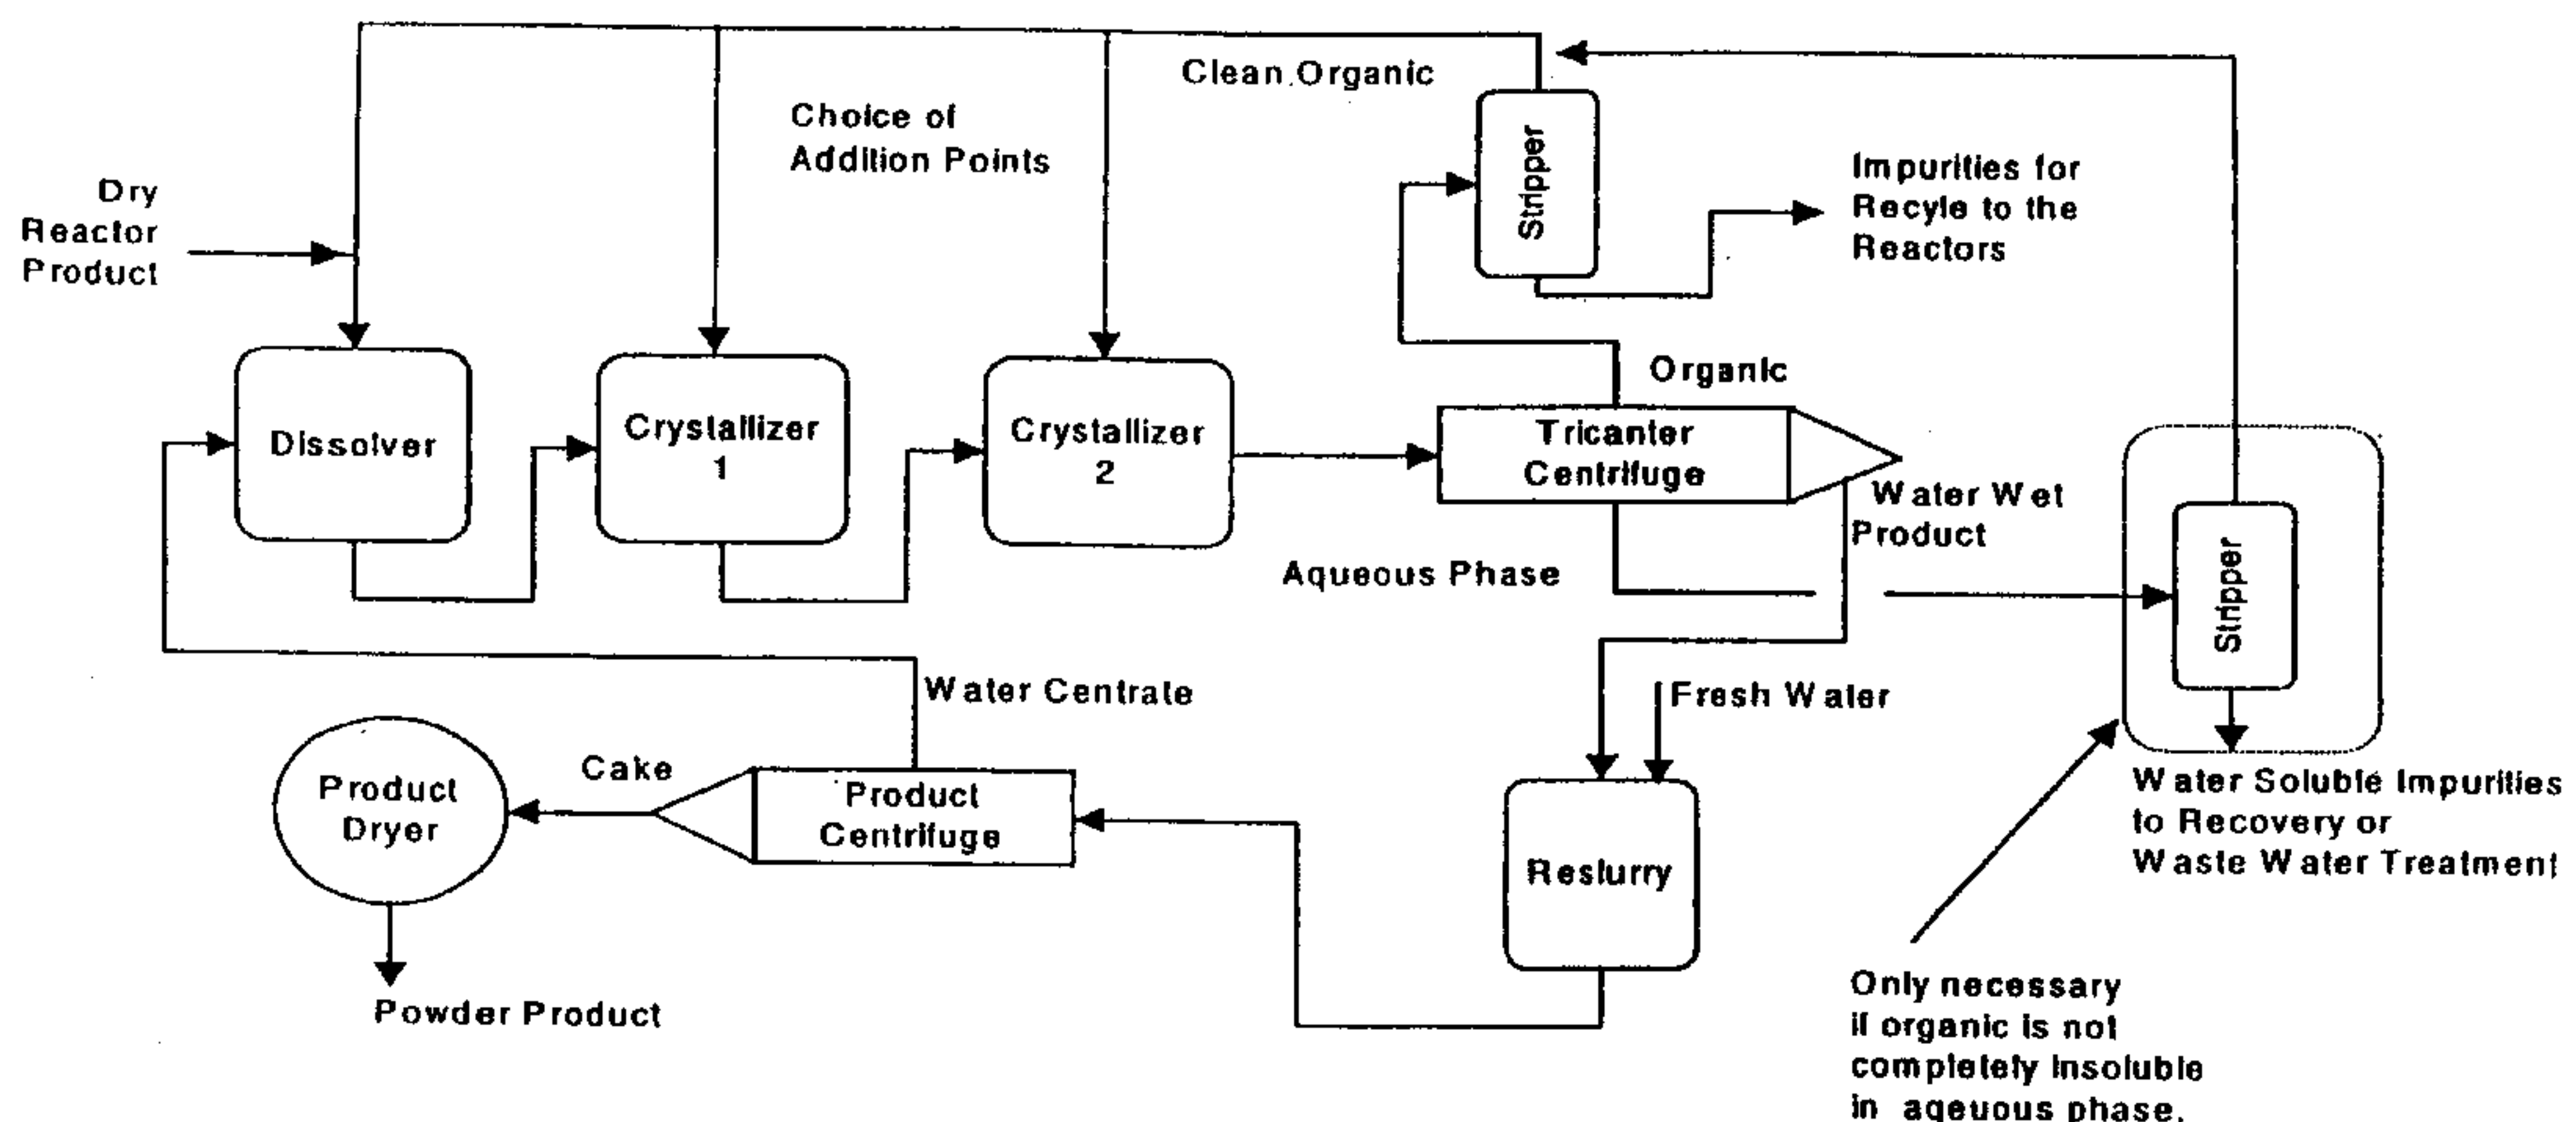 Clean Organic
Choice of
Addition Points
Dry
Reactor
Product
Stripper
Impurities for
Recyle to the
Reactors
Organic
Dissolver
Crystallizer
1
Crystallizer
2
Tricanter
Centrifuge
Water Wet
Product
Aqueous Phase
Stripper
Water Centrate
Fresh Water
Cake
Product
Dryer
Product
Centrifuge
Reslurry
Water Soluble Impurities
to Recovery or
Waste Water Treatment
Powder Product
Only necessary
if organic is not
completely insoluble
in aqeuous phase.